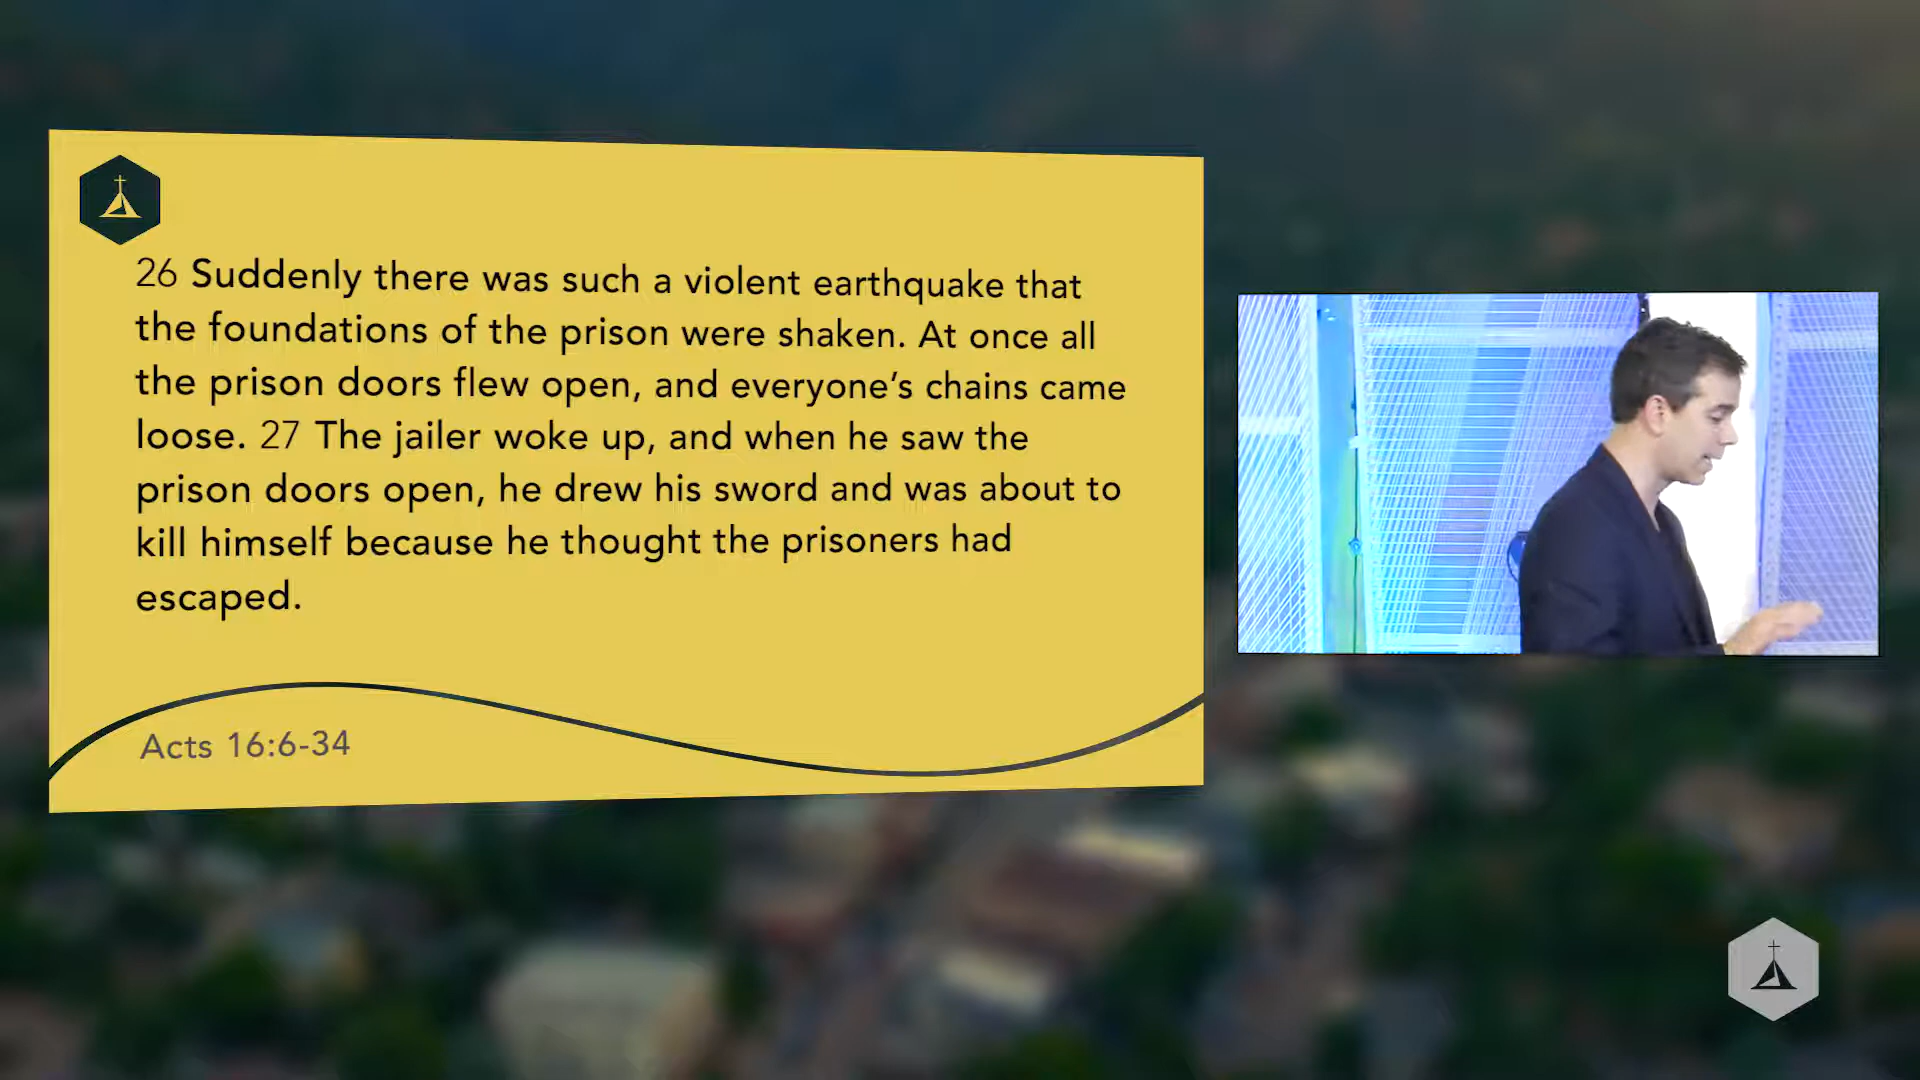 26 Suddenly there was such a violent earthquake that
the foundations of the prison were shaken. At once all
the prison doors flew open, and everyone’s chains came
loose. 27 The jailer woke up, and when he saw the
prison doors open, he drew his sword and was about to
kill himself because he thought the prisoners had
escaped.
Acts 16:6-34